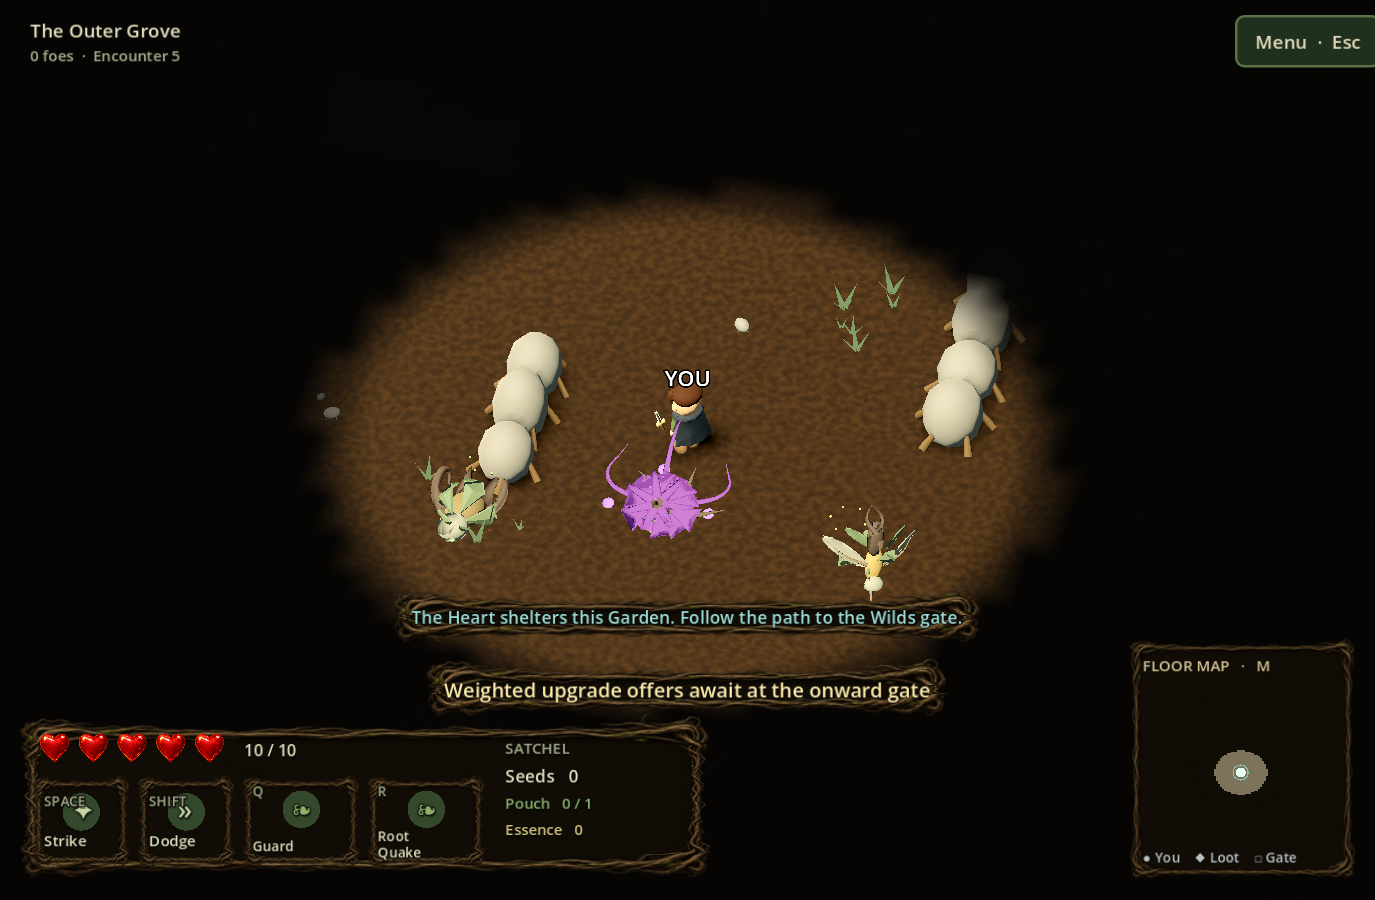 The Outer Grove
0 foes · Encounter 5
Menu · Esc
YOU
The Heart shelters this Garden. Follow the path to the Wilds gate.
Weighted upgrade offers await at the onward gate
FLOOR MAP · M
You
Loot
Gate
10 / 10
SPACE
Strike
SHIFT
Dodge
Q
Guard
R
Root
Quake
SATCHEL
Seeds 0
Pouch 0 / 1
Essence 0